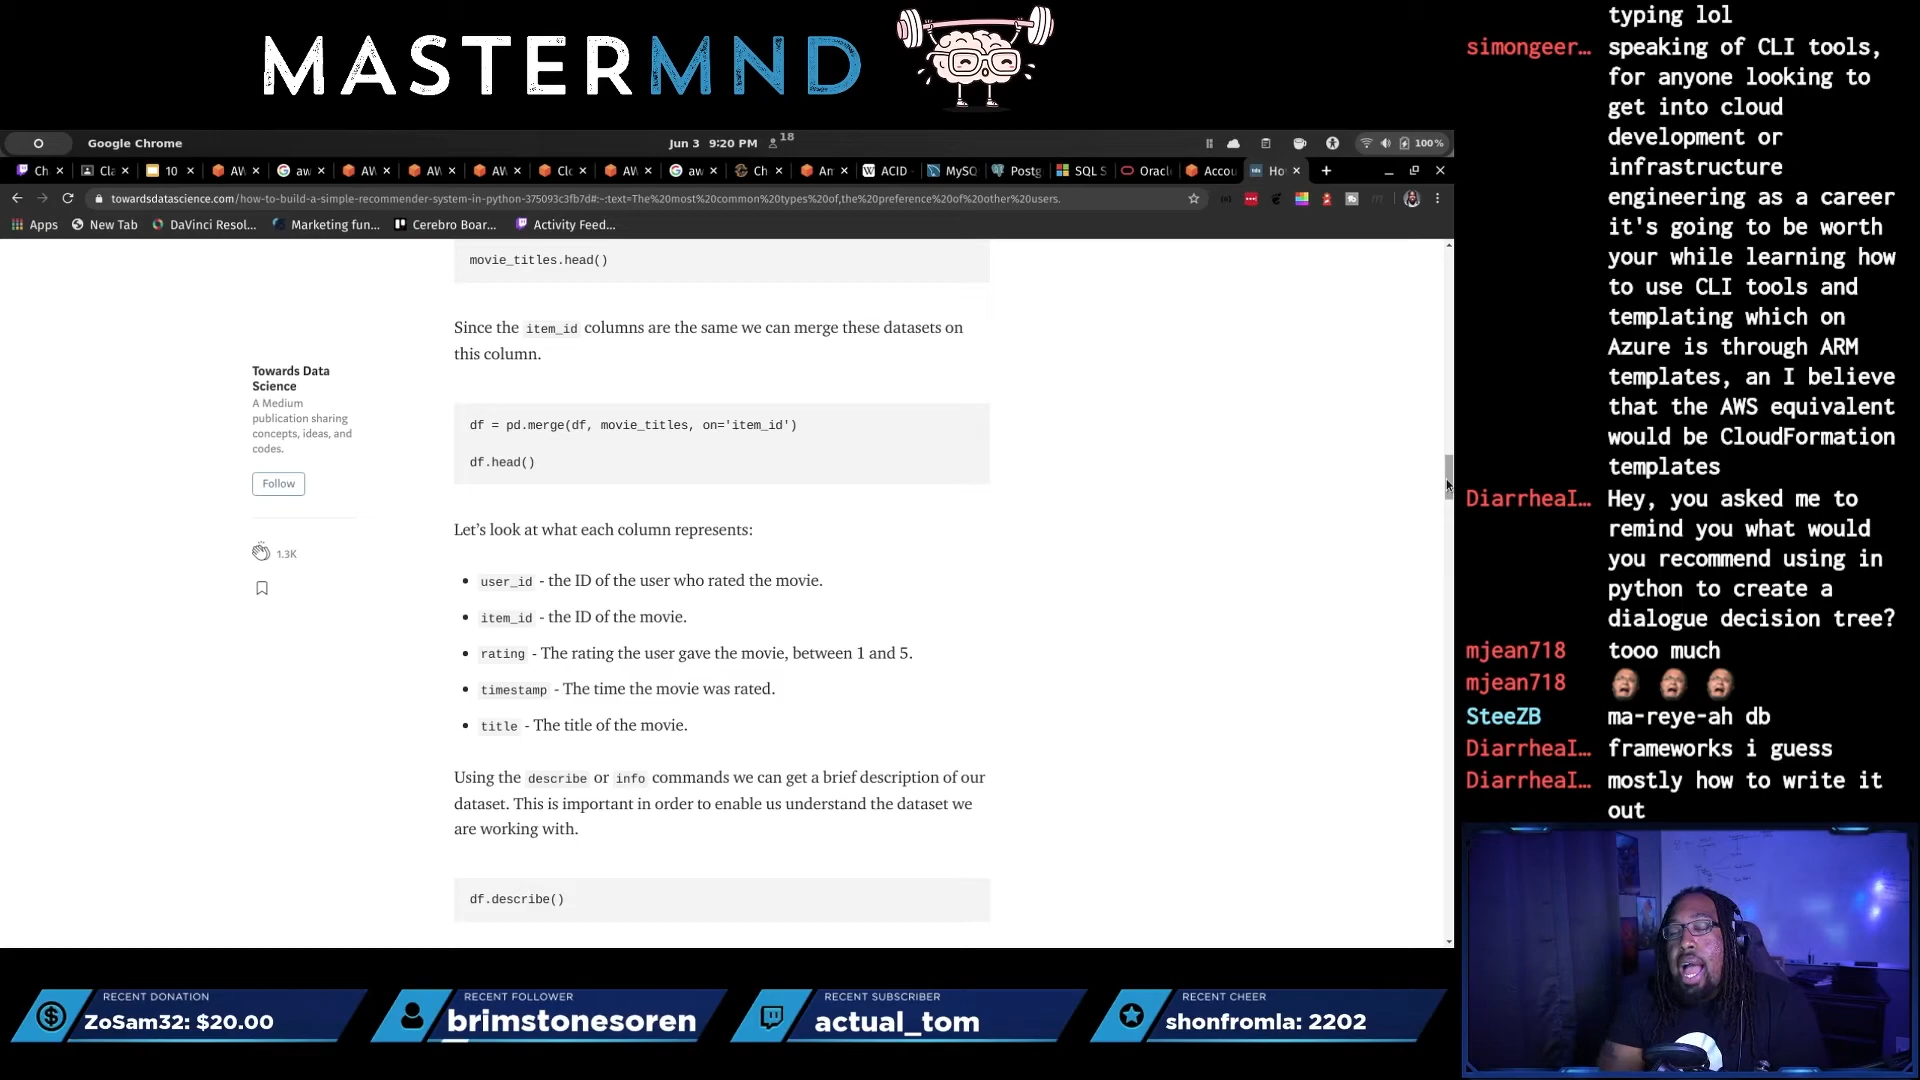 MASTERMND
Google Chrome
Jun 3 9:20 PM
18
100%
Ch
Cla
10
AW
aw
AW
AW
AW
Clo
AW
aw
Ch
Am
ACID
MySQ
Postg
SQL S
Oracl
Accou
Ho
towardsdatascience.com/how-to-build-a-simple-recommender-system-in-python-375093c3fb7d#:~:text=The%20most%20common%20types%20of,the%20preference%20of%20other%20users.
Apps
New Tab
DaVinci Resol...
Marketing fun...
Cerebro Boar...
Activity Feed...
movie_titles.head()
Since the item_id columns are the same we can merge these datasets on
this column.
Towards Data
Science
A Medium
publication sharing
concepts, ideas, and
codes.
Follow
1.3K
df = pd.merge(df, movie_titles, on='item_id')
df.head()
Let’s look at what each column represents:
• user_id - the ID of the user who rated the movie.
• item_id - the ID of the movie.
• rating - The rating the user gave the movie, between 1 and 5.
• timestamp - The time the movie was rated.
• title - The title of the movie.
Using the describe or info commands we can get a brief description of our
dataset. This is important in order to enable us understand the dataset we
are working with.
df.describe()
typing lol
simongeer… speaking of CLI tools,
for anyone looking to
get into cloud
development or
infrastructure
engineering as a career
it's going to be worth
your while learning how
to use CLI tools and
templating which on
Azure is through ARM
templates, an I believe
that the AWS equivalent
would be CloudFormation
templates
DiarrheaI… Hey, you asked me to
remind you what would
you recommend using in
python to create a
dialogue decision tree?
mjean718 tooo much
mjean718
SteeZB ma-reye-ah db
DiarrheaI… frameworks i guess
DiarrheaI… mostly how to write it
out
RECENT DONATION
ZoSam32: $20.00
RECENT FOLLOWER
brimstonesoren
RECENT SUBSCRIBER
actual_tom
RECENT CHEER
shonfromla: 2202